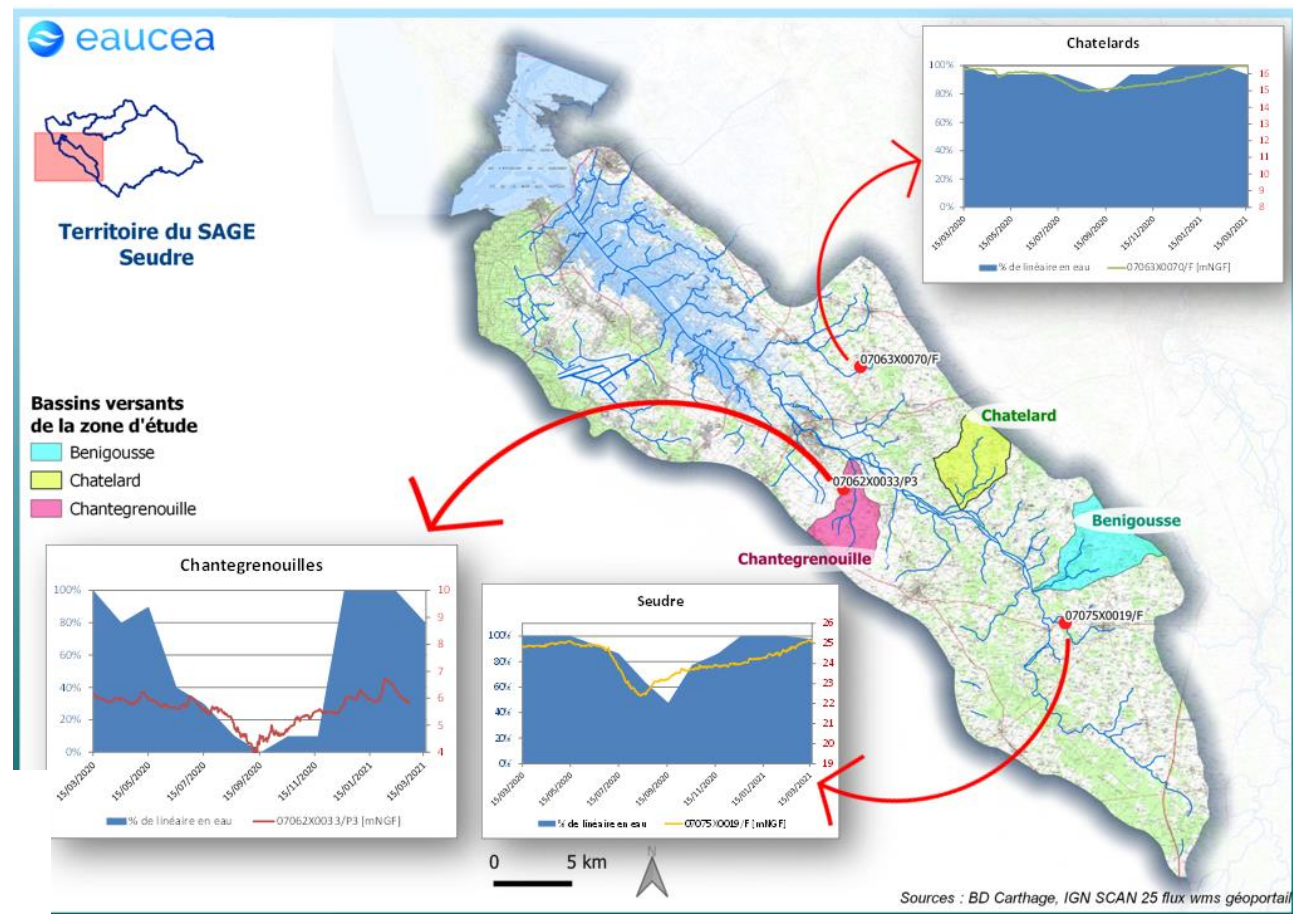 eaucea
Territoire du SAGE
Seudre
Bassins versants
de la zone d'étude
Benigousse
Chatelard
Chantegrenouille
Chatelards
100%
80%
60%
40%
20%
0%
16
15
14
13
12
11
10
9
8
15/03/2020
15/05/2020
15/07/2020
15/09/2020
15/11/2020
15/01/2021
15/03/2021
% de linéaire en eau
07063X0070/F [mNGF]
07063X0070/F
Chatelard
07062X0033/P3
Benigousse
Chantegrenouille
07075X0019/F
Chantegrenouilles
100%
80%
60%
40%
20%
0%
10
9
8
7
6
5
4
15/03/2020
15/05/2020
15/07/2020
15/09/2020
15/11/2020
15/01/2021
15/03/2021
% de linéaire en eau
07062X0033/P3 [mNGF]
Seudre
100%
80%
60%
40%
20%
0%
26
25
24
23
22
21
20
19
15/03/2020
15/05/2020
15/07/2020
15/09/2020
15/11/2020
15/01/2021
15/03/2021
% de linéaire en eau
07075X0019/F [mNGF]
0 5 km
N
Sources : BD Carthage, IGN SCAN 25 flux wms géoportail